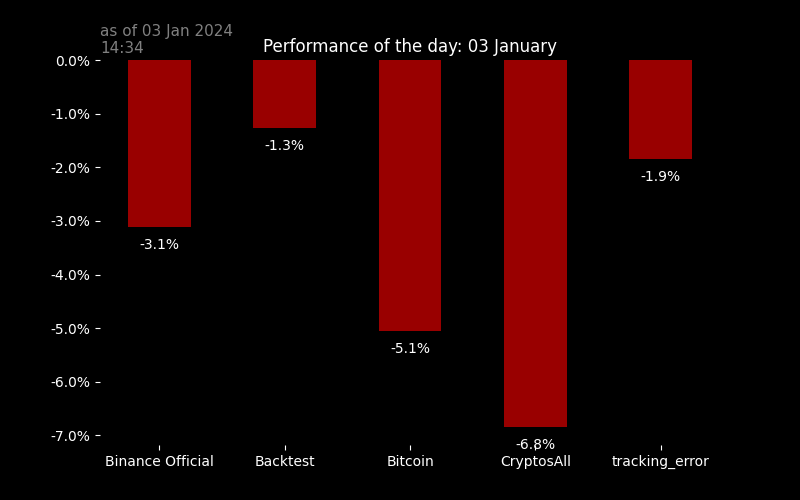 as of 03 Jan 2024
14:34
Performance of the day: 03 January
0.0%
-1.0%
-2.0%
-3.0%
-4.0%
-5.0%
-6.0%
-7.0%
-3.1%
-1.3%
-5.1%
-6.8%
-1.9%
Binance Official
Backtest
Bitcoin
CryptosAll
tracking_error